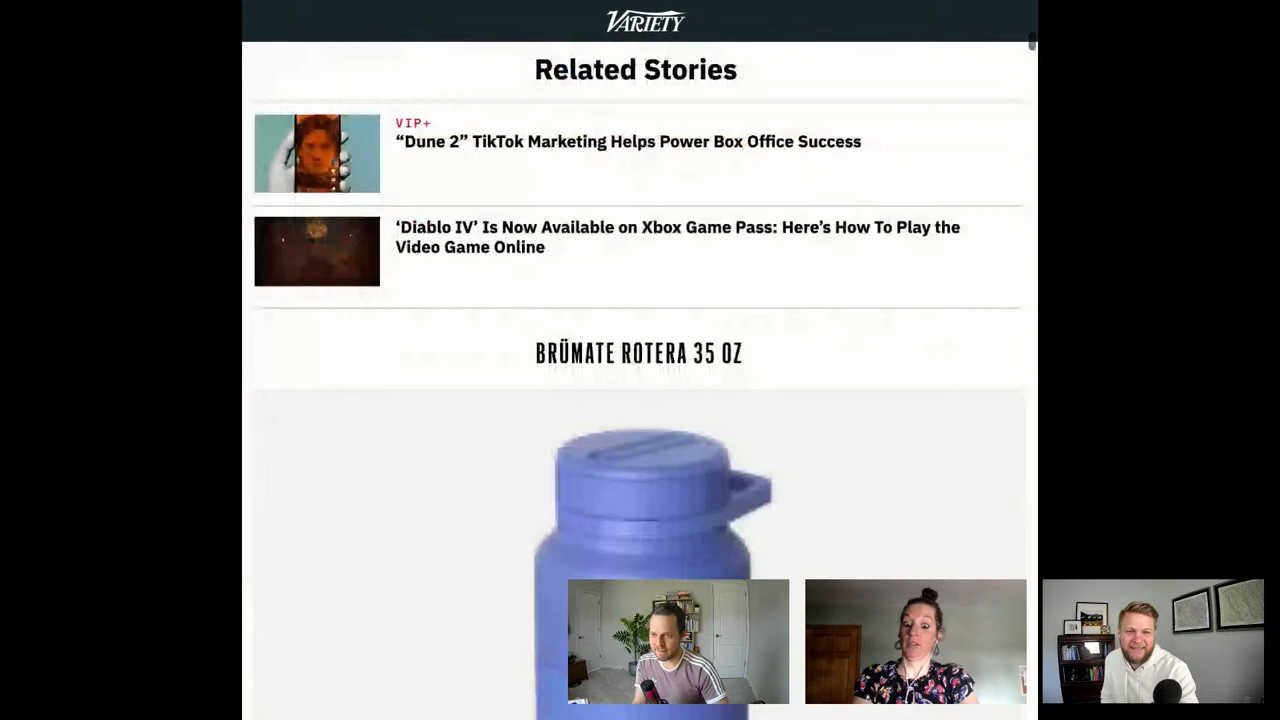 VARIETY
Related Stories
VIP+
“Dune 2” TikTok Marketing Helps Power Box Office Success
‘Diablo IV’ Is Now Available on Xbox Game Pass: Here’s How To Play the
Video Game Online
BRÜMATE ROTERA 35 OZ